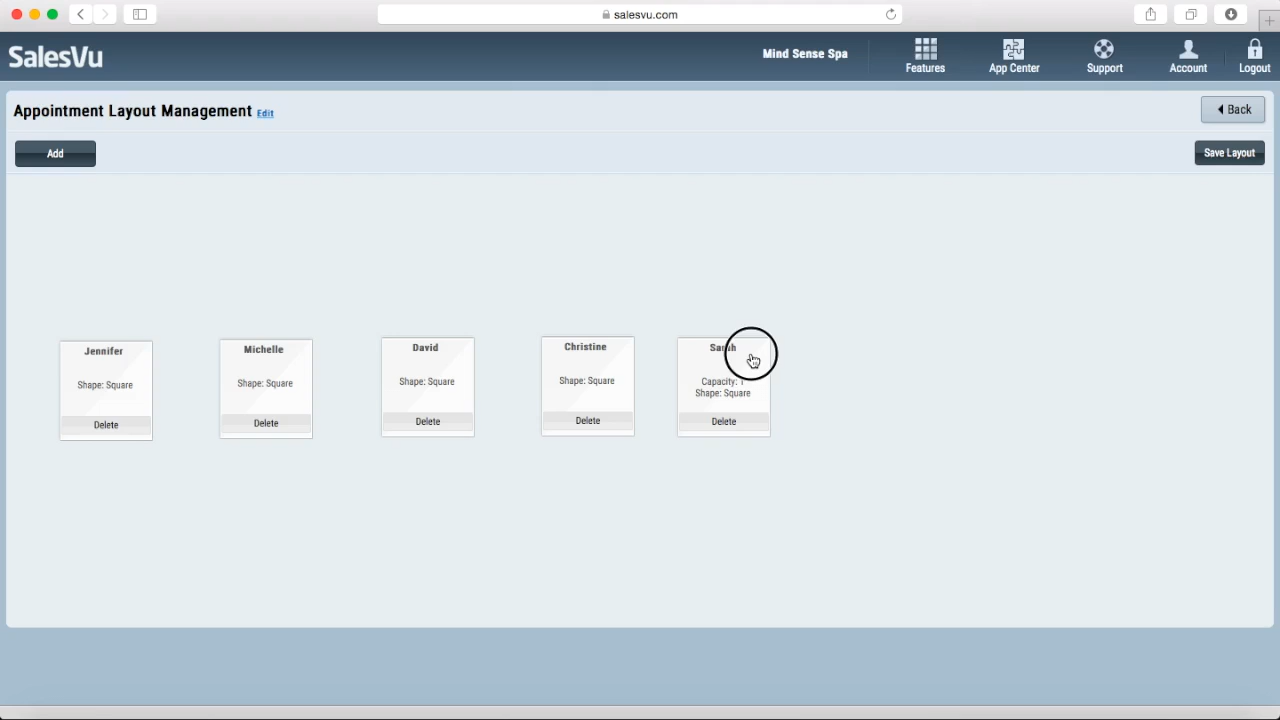 salesvu.com
SalesVu
Mind Sense Spa
Features
App Center
Support
Account
Logout
Appointment Layout Management Edit
Back
Add
Save Layout
Jennifer
Shape: Square
Delete
Michelle
Shape: Square
Delete
David
Shape: Square
Delete
Christine
Shape: Square
Delete
Sarah
Capacity: 1
Shape: Square
Delete